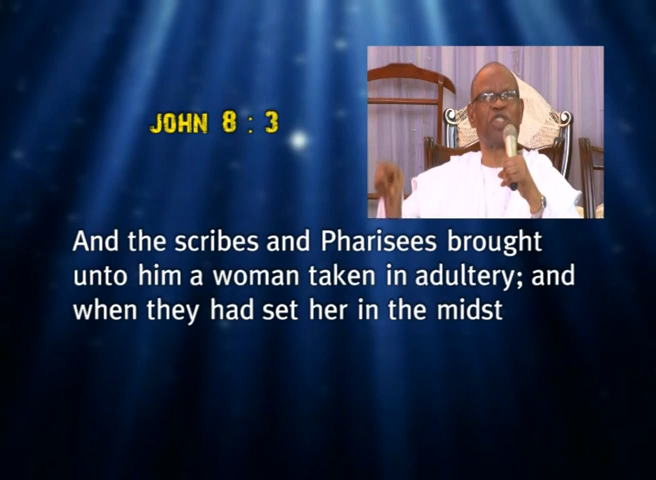 JOHN 8 : 3
And the scribes and Pharisees brought
unto him a woman taken in adultery; and
when they had set her in the midst